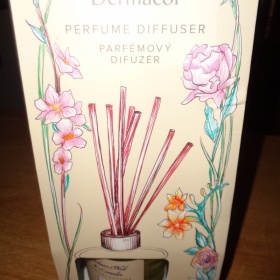 Dermacol
PERFUME DIFFUSER
PARFÉMOVÝ
DIFUZÉR